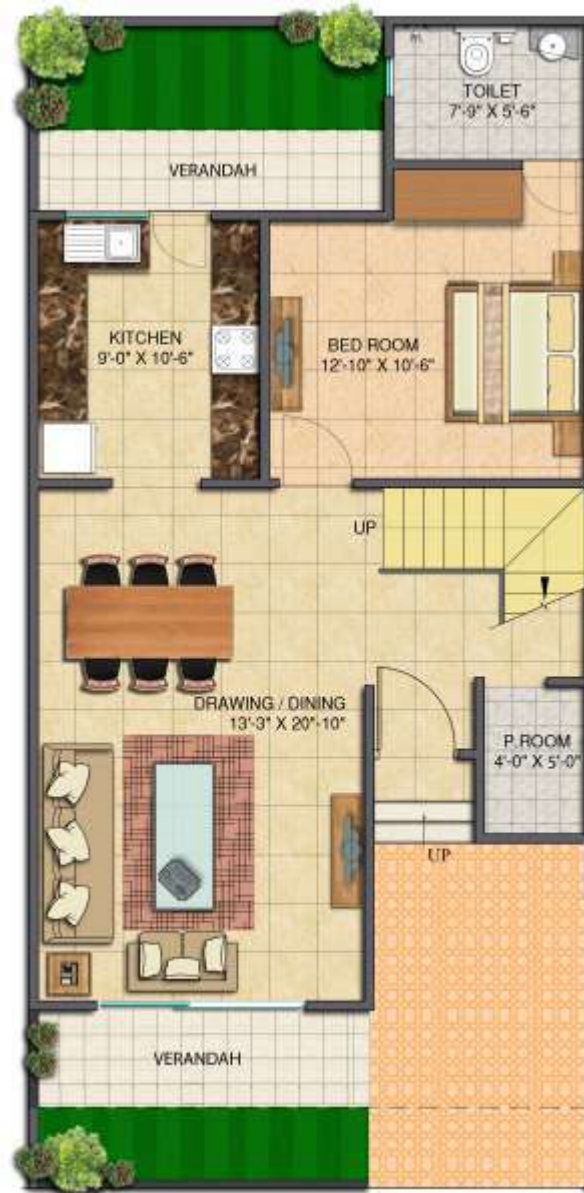 TOILET
7'-9" X 5'-6"
VERANDAH
KITCHEN
9'-0" X 10'-6"
BED ROOM
12'-10" X 10'-6"
UP
DRAWING / DINING
13'-3" X 20"-10"
P.ROOM
4'-0" X 5'-0"
UP
VERANDAH